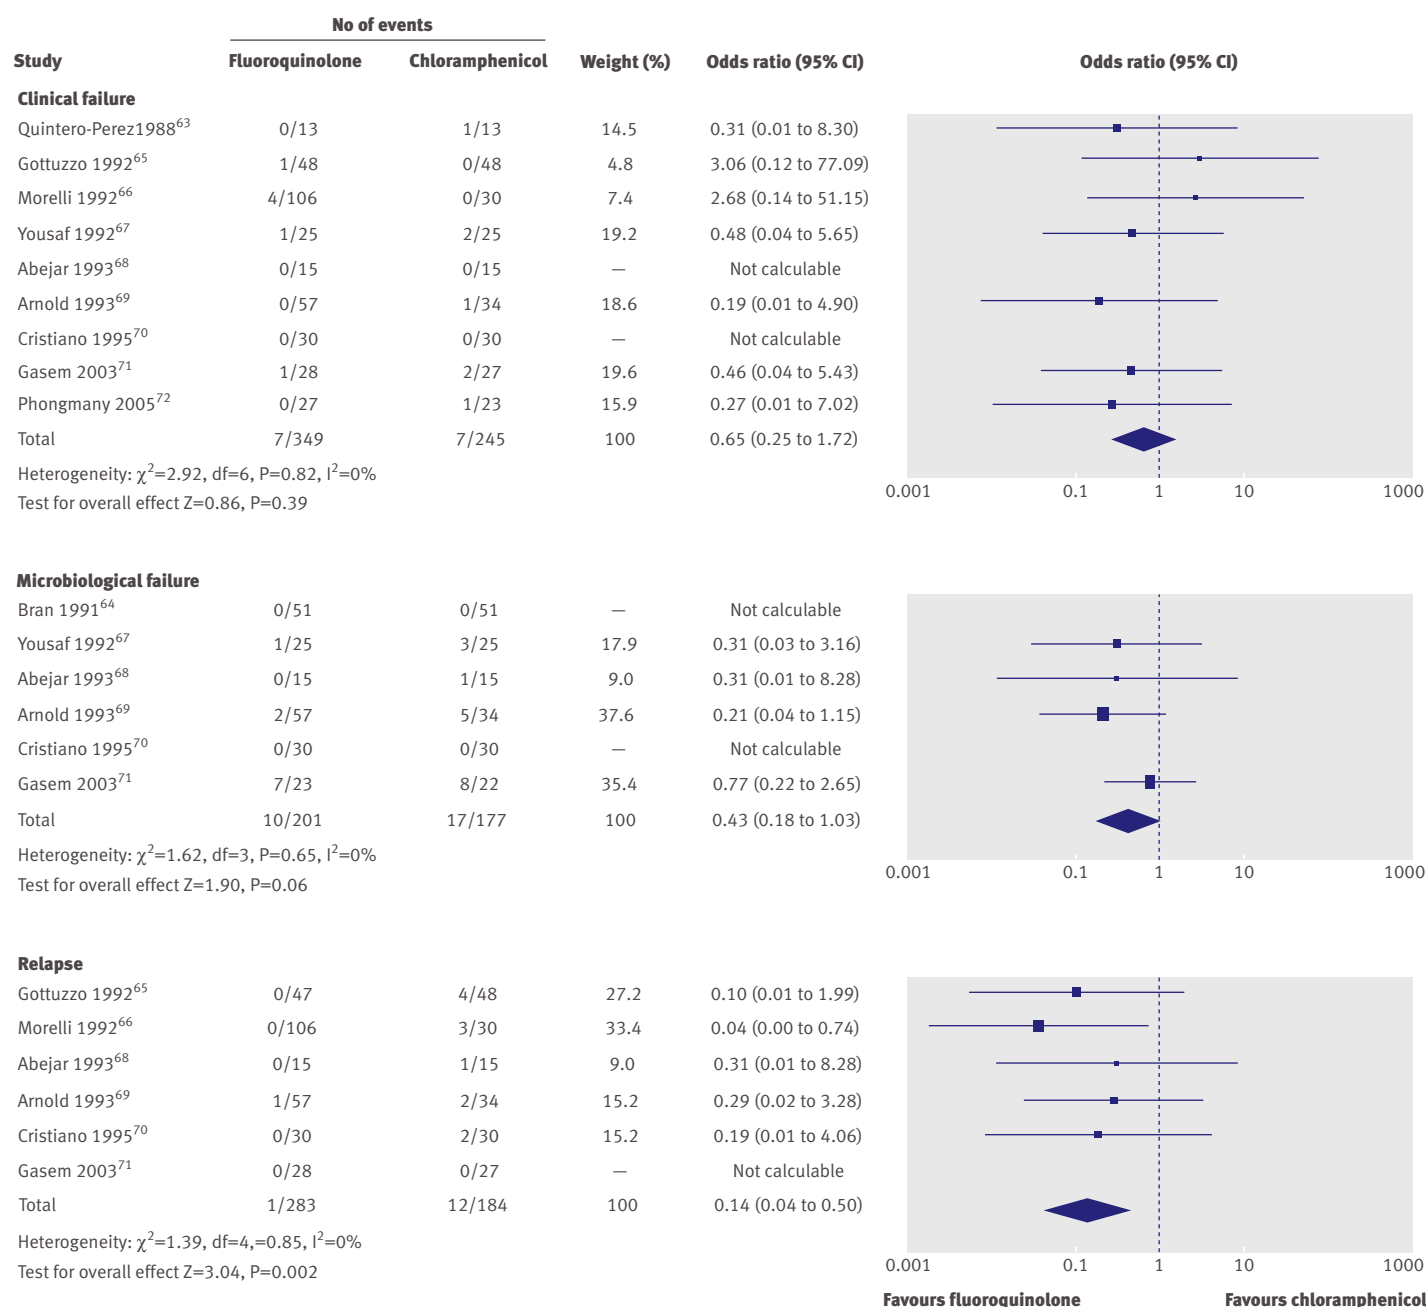 No of events
Study Fluoroquinolone Chloramphenicol Weight (%) Odds ratio (95% CI) Odds ratio (95% CI)
Clinical failure
Quintero-Perez1988⁶³ 0/13 1/13 14.5 0.31 (0.01 to 8.30)
Gottuzzo 1992⁶⁵ 1/48 0/48 4.8 3.06 (0.12 to 77.09)
Morelli 1992⁶⁶ 4/106 0/30 7.4 2.68 (0.14 to 51.15)
Yousaf 1992⁶⁷ 1/25 2/25 19.2 0.48 (0.04 to 5.65)
Abejar 1993⁶⁸ 0/15 0/15 — Not calculable
Arnold 1993⁶⁹ 0/57 1/34 18.6 0.19 (0.01 to 4.90)
Cristiano 1995⁷⁰ 0/30 0/30 — Not calculable
Gasem 2003⁷¹ 1/28 2/27 19.6 0.46 (0.04 to 5.43)
Phongmany 2005⁷² 0/27 1/23 15.9 0.27 (0.01 to 7.02)
Total 7/349 7/245 100 0.65 (0.25 to 1.72)
Heterogeneity: χ²=2.92, df=6, P=0.82, I²=0%
Test for overall effect Z=0.86, P=0.39
0.001 0.1 1 10 1000
Microbiological failure
Bran 1991⁶⁴ 0/51 0/51 — Not calculable
Yousaf 1992⁶⁷ 1/25 3/25 17.9 0.31 (0.03 to 3.16)
Abejar 1993⁶⁸ 0/15 1/15 9.0 0.31 (0.01 to 8.28)
Arnold 1993⁶⁹ 2/57 5/34 37.6 0.21 (0.04 to 1.15)
Cristiano 1995⁷⁰ 0/30 0/30 — Not calculable
Gasem 2003⁷¹ 7/23 8/22 35.4 0.77 (0.22 to 2.65)
Total 10/201 17/177 100 0.43 (0.18 to 1.03)
Heterogeneity: χ²=1.62, df=3, P=0.65, I²=0%
Test for overall effect Z=1.90, P=0.06
0.001 0.1 1 10 1000
Relapse
Gottuzzo 1992⁶⁵ 0/47 4/48 27.2 0.10 (0.01 to 1.99)
Morelli 1992⁶⁶ 0/106 3/30 33.4 0.04 (0.00 to 0.74)
Abejar 1993⁶⁸ 0/15 1/15 9.0 0.31 (0.01 to 8.28)
Arnold 1993⁶⁹ 1/57 2/34 15.2 0.29 (0.02 to 3.28)
Cristiano 1995⁷⁰ 0/30 2/30 15.2 0.19 (0.01 to 4.06)
Gasem 2003⁷¹ 0/28 0/27 — Not calculable
Total 1/283 12/184 100 0.14 (0.04 to 0.50)
Heterogeneity: χ²=1.39, df=4,=0.85, I²=0%
Test for overall effect Z=3.04, P=0.002
0.001 0.1 1 10 1000
Favours fluoroquinolone Favours chloramphenicol